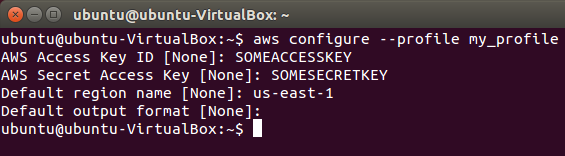 ubuntu@ubuntu-VirtualBox: ~
ubuntu@ubuntu-VirtualBox:~$ aws configure --profile my_profile
AWS Access Key ID [None]: SOMEACCESSKEY
AWS Secret Access Key [None]: SOMESECRETKEY
Default region name [None]: us-east-1
Default output format [None]:
ubuntu@ubuntu-VirtualBox:~$